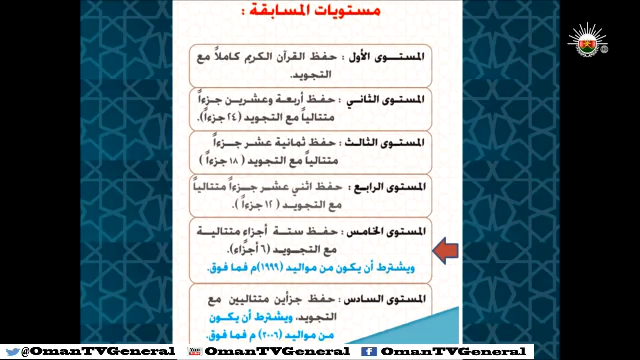 مستويات المسابقة :
المستوى الأول : حفظ القرآن الكريم كاملاً مع
التجويد.
المستوى الثاني : حفظ أربعة وعشرين جزءاً
متتالياً مع التجويد (٢٤ جزءاً).
المستوى الثالث : حفظ ثمانية عشر جزءاً
متتالياً مع التجويد ( ١٨ جزءاً )
المستوى الرابع : حفظ اثني عشر جزءاً متتالياً
مع التجويد ( ١٢ جزءاً ).
المستوى الخامس : حفظ ستة أجزاء متتالية
مع التجويد (٦ أجزاء).
ويشترط أن يكون من مواليد (١٩٩٩)م فما فوق.
المستوى السادس : حفظ جزأين متتاليين مع
التجويد، ويشترط أن يكون
من مواليد (٢٠٠٦) م فما فوق.
@OmanTVGeneral OmanTVGeneral OmanTVGeneral